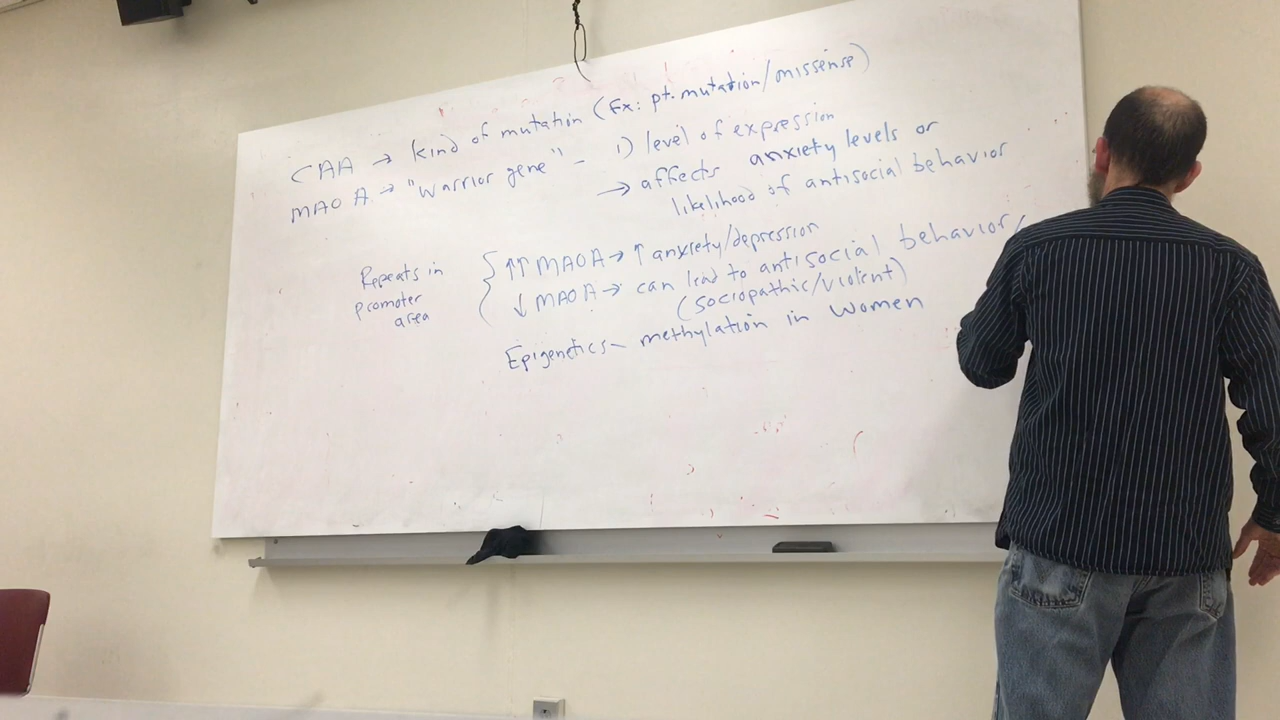 CAA → kind of mutation (Ex: pt. mutation/missense)
MAO A → "Warrior gene" – 1) level of expression
→ affects anxiety levels or
likelihood of antisocial behavior
Repeats in
promoter
area
{ ↑↑ MAOA → ↑ anxiety/depression
↓ MAOA → can lead to antisocial behavior/
(sociopathic/violent)
Epigenetics – methylation in women